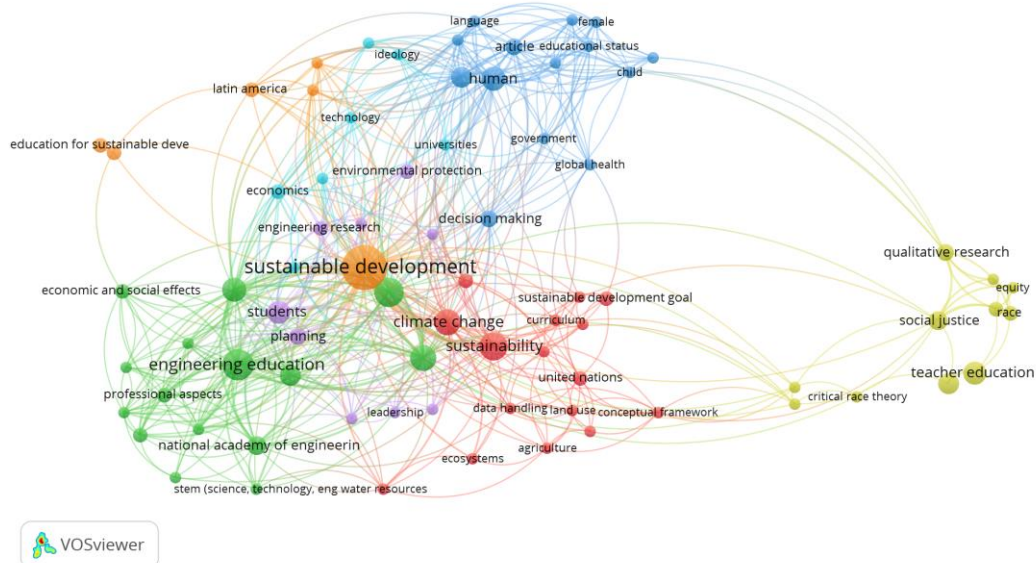 language
female
article
educational status
ideology
human
child
latin america
technology
government
education for sustainable deve
universities
environmental protection
global health
economics
decision making
engineering research
qualitative research
sustainable development
equity
economic and social effects
sustainable development goal
students
race
climate change
curriculum
social justice
planning
sustainability
engineering education
teacher education
united nations
professional aspects
critical race theory
leadership
data handling
land use
conceptual framework
national academy of engineerin
agriculture
ecosystems
stem (science, technology, eng
water resources
VOSviewer